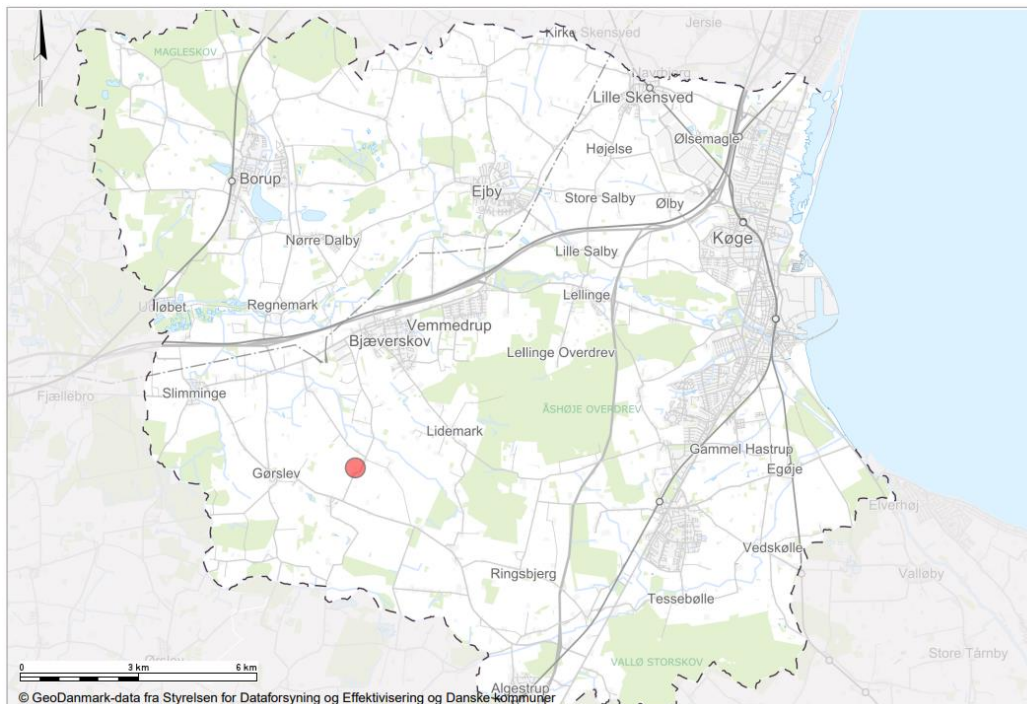 Kirke Skensved
Jersie
MAGLESKOV
Navrbjerg
Lille Skensved
Ølsemagle
Højelse
Borup
Ejby
Store Salby
Ølby
Nørre Dalby
Køge
Lille Salby
Regnemark
Lellinge
Vemmedrup
Bjæverskov
Lellinge Overdrev
Slimminge
Fjællebro
ÅSHØJE OVERDREV
Lidemark
Gammel Hastrup
Gørslev
Egøje
Elverhøj
Vedskølle
Ringsbjerg
Valløby
Tessebølle
Store Tårnby
VALLØ STORSKOV
Ørslev
0 3 km 6 km
Algestrup
© GeoDanmark-data fra Styrelsen for Dataforsyning og Effektivisering og Danske kommuner